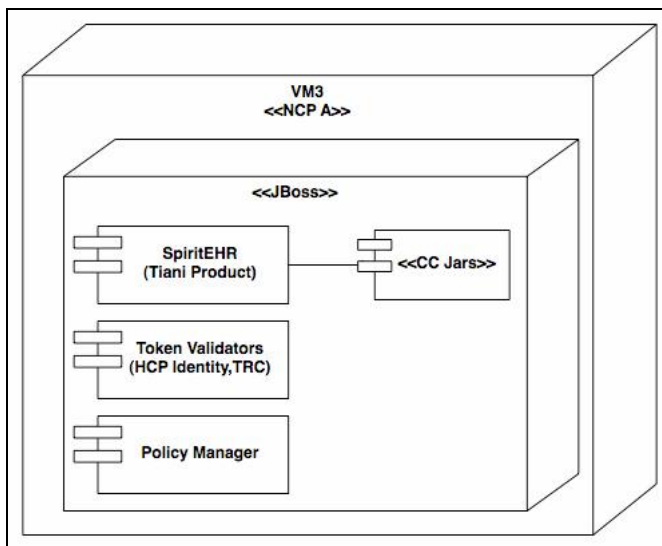 VM3
<<NCP A>>
<<JBoss>>
SpiritEHR
(Tiani Product)
<<CC Jars>>
Token Validators
(HCP Identity,TRC)
Policy Manager